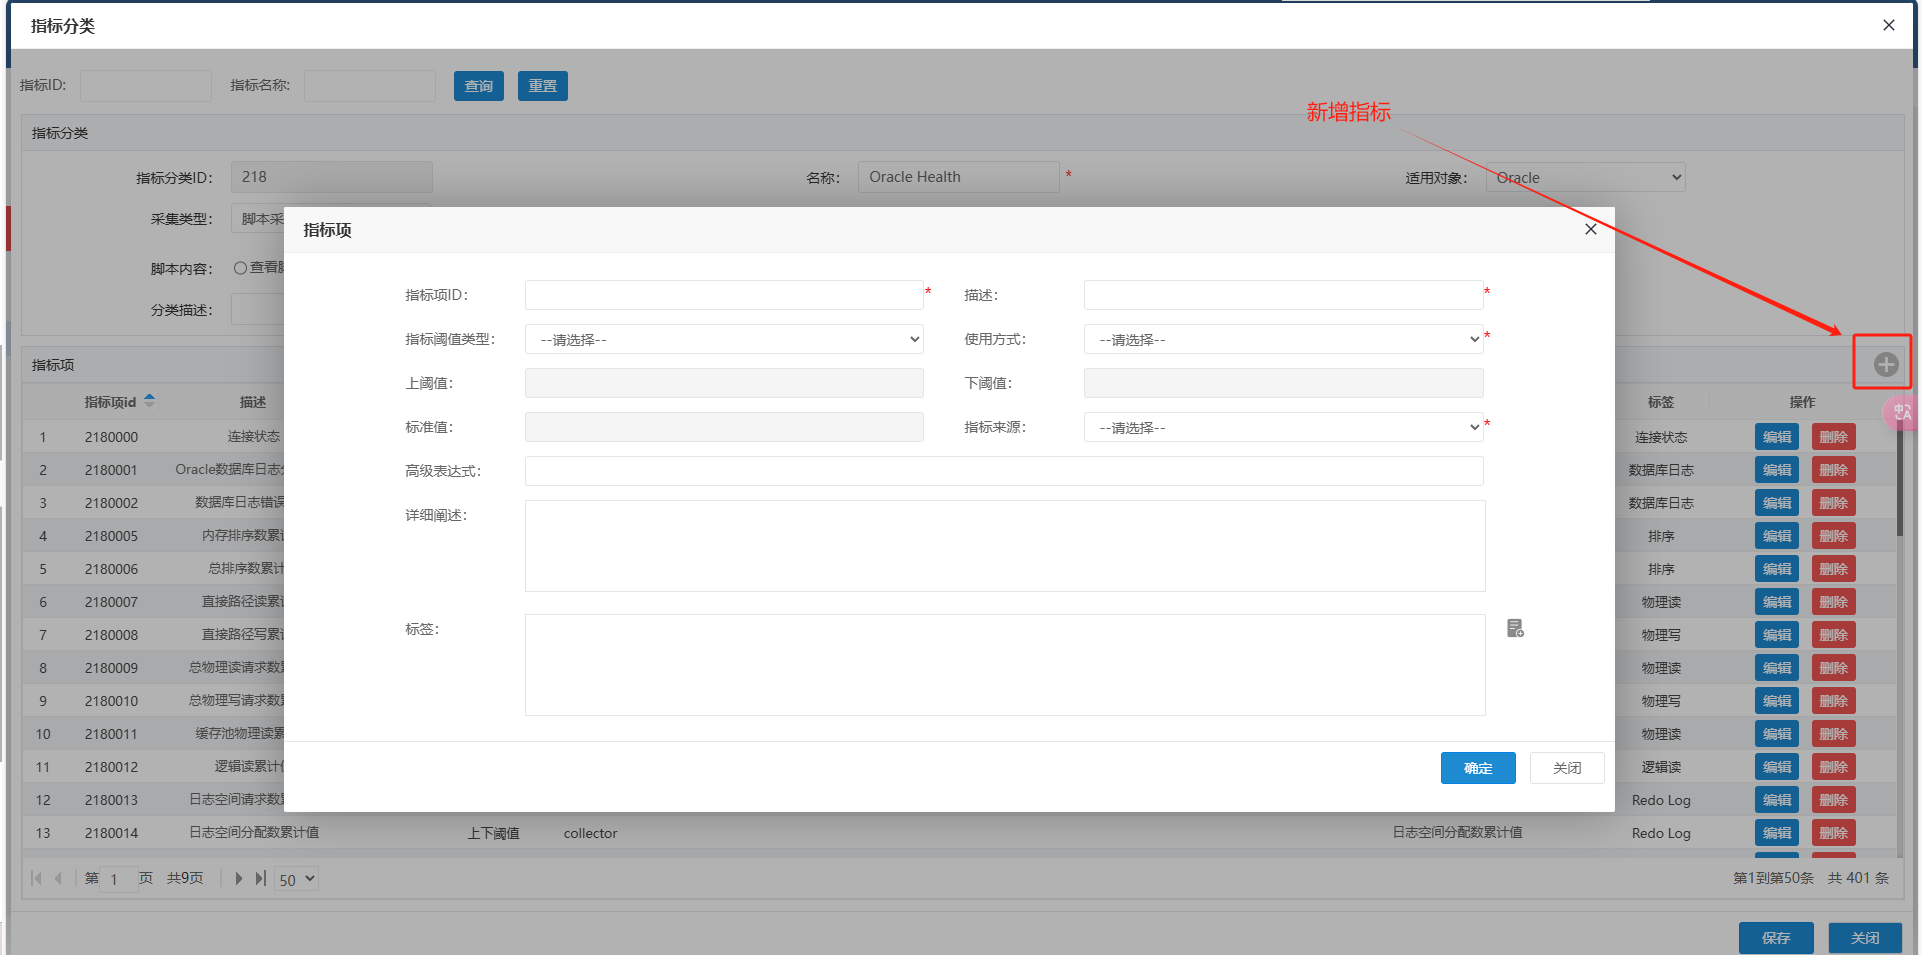 指标分类
指标ID: 指标名称: 查询 重置
新增指标
指标分类
指标分类ID: 218 名称: Oracle Health * 适用对象: Oracle
采集类型: 脚本采
脚本内容: 查看
分类描述:
指标项
指标项ID: * 描述: *
指标阈值类型: --请选择-- 使用方式: --请选择-- *
上阈值: 下阈值:
标准值: 指标来源: --请选择-- *
高级表达式:
详细阐述:
标签:
确定 关闭
指标项
指标项id 描述 标签 操作
1 2180000 连接状态 连接状态 编辑 删除
2 2180001 Oracle数据库日志 数据库日志 编辑 删除
3 2180002 数据库日志错误 数据库日志 编辑 删除
4 2180005 内存排序数累 排序 编辑 删除
5 2180006 总排序数累计 排序 编辑 删除
6 2180007 直接路径读累 物理读 编辑 删除
7 2180008 直接路径写累 物理写 编辑 删除
8 2180009 总物理读请求数 物理读 编辑 删除
9 2180010 总物理写请求数 物理写 编辑 删除
10 2180011 缓存池物理读累 物理读 编辑 删除
11 2180012 逻辑读累计 逻辑读 编辑 删除
12 2180013 日志空间请求数 Redo Log 编辑 删除
13 2180014 日志空间分配数累计值 上下阈值 collector 日志空间分配数累计值 Redo Log 编辑 删除
第 1 页 共9页 50 第1到第50条 共 401 条
保存 关闭